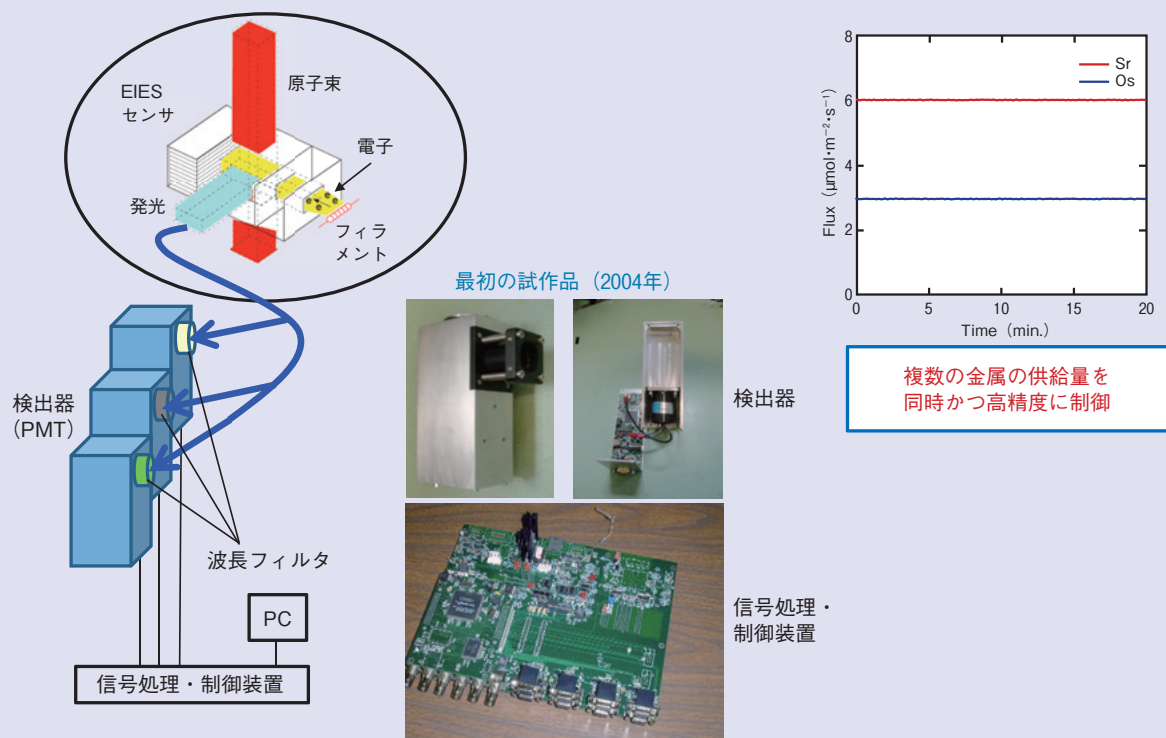 EIES
センサ
原子束
電子
発光
フィラ
メント
検出器
(PMT)
波長フィルタ
PC
信号処理・制御装置
最初の試作品（2004年）
検出器
信号処理・
制御装置
8
6
4
2
0
Flux（μmol·m⁻²·s⁻¹）
Sr
Os
0 5 10 15 20
Time（min.）
複数の金属の供給量を
同時かつ高精度に制御